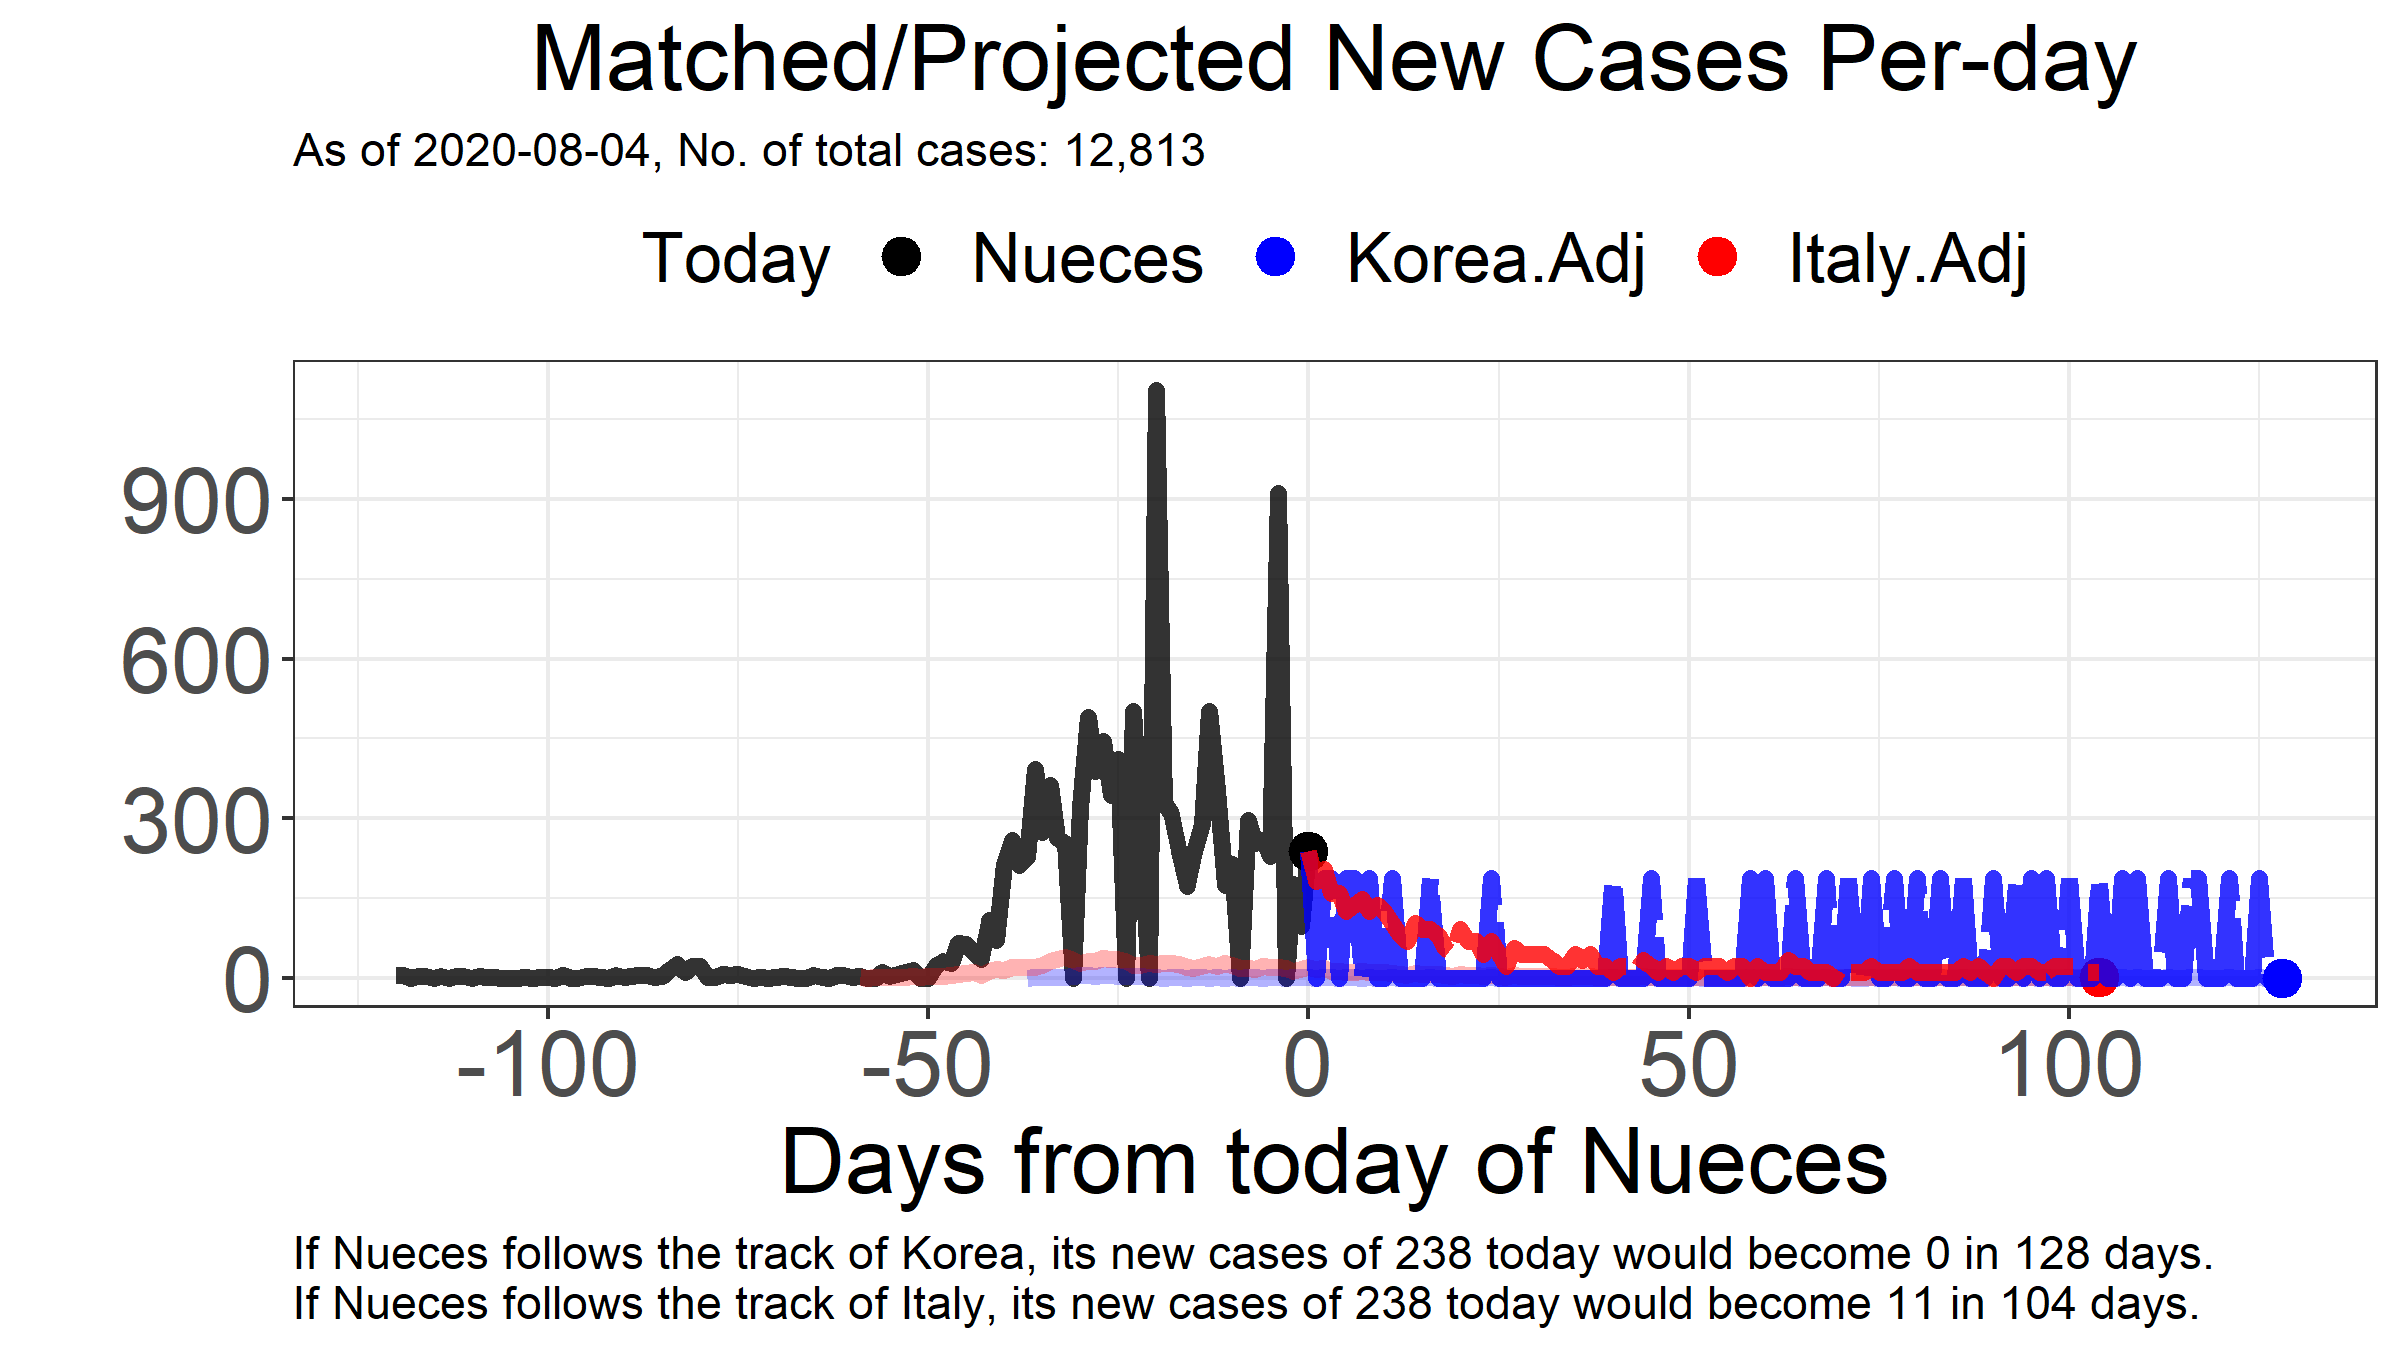 Matched/Projected New Cases Per-day
As of 2020-08-04, No. of total cases: 12,813
Today Nueces Korea.Adj Italy.Adj
900
600
300
0
-100 -50 0 50 100
Days from today of Nueces
If Nueces follows the track of Korea, its new cases of 238 today would become 0 in 128 days.
If Nueces follows the track of Italy, its new cases of 238 today would become 11 in 104 days.